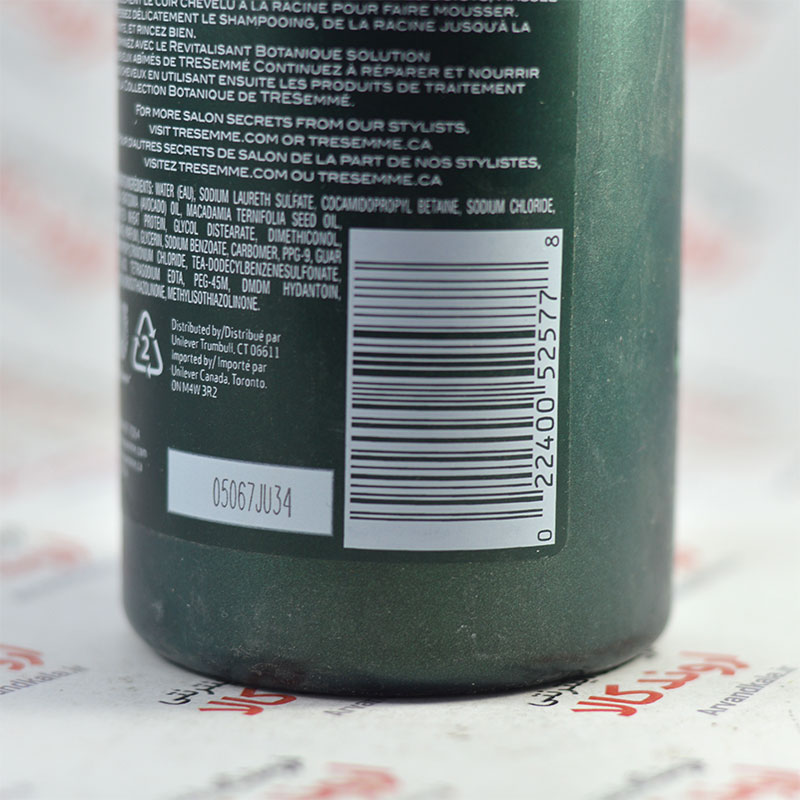 LE CUIR CHEVELU À LA RACINE POUR FAIRE MOUSSER.
DÉLICATEMENT LE SHAMPOOING, DE LA RACINE JUSQU'À LA
ET RINCEZ BIEN.
AVEC LE REVITALISANT BOTANIQUE SOLUTION
ABÎMÉS DE TRESEMMÉ CONTINUEZ À RÉPARER ET NOURRIR
CHEVEUX EN UTILISANT ENSUITE LES PRODUITS DE TRAITEMENT
COLLECTION BOTANIQUE DE TRESEMMÉ.
FOR MORE SALON SECRETS FROM OUR STYLISTS,
VISIT TRESEMME.COM OR TRESEMME.CA
D'AUTRES SECRETS DE SALON DE LA PART DE NOS STYLISTES,
VISITEZ TRESEMME.COM OU TRESEMME.CA
WATER (EAU), SODIUM LAURETH SULFATE, COCAMIDOPROPYL BETAINE, SODIUM CHLORIDE,
(AVOCADO) OIL, MACADAMIA TERNIFOLIA SEED OIL,
WHEAT PROTEIN, GLYCOL DISTEARATE, DIMETHICONOL,
GLYCERIN, SODIUM BENZOATE, CARBOMER, PPG-9, GUAR
CHLORIDE, TEA-DODECYLBENZENESULFONATE,
TETRASODIUM EDTA, PEG-45M, DMDM HYDANTOIN,
METHYLISOTHIAZOLINONE.
2
Distributed by/Distribué par
Unilever Trumbull, CT 06611
Imported by/ Importé par
Unilever Canada, Toronto,
ON M4W 3R2
05067JU34
0 22400 52577 8
اروند کالا
Arvandkala.ir